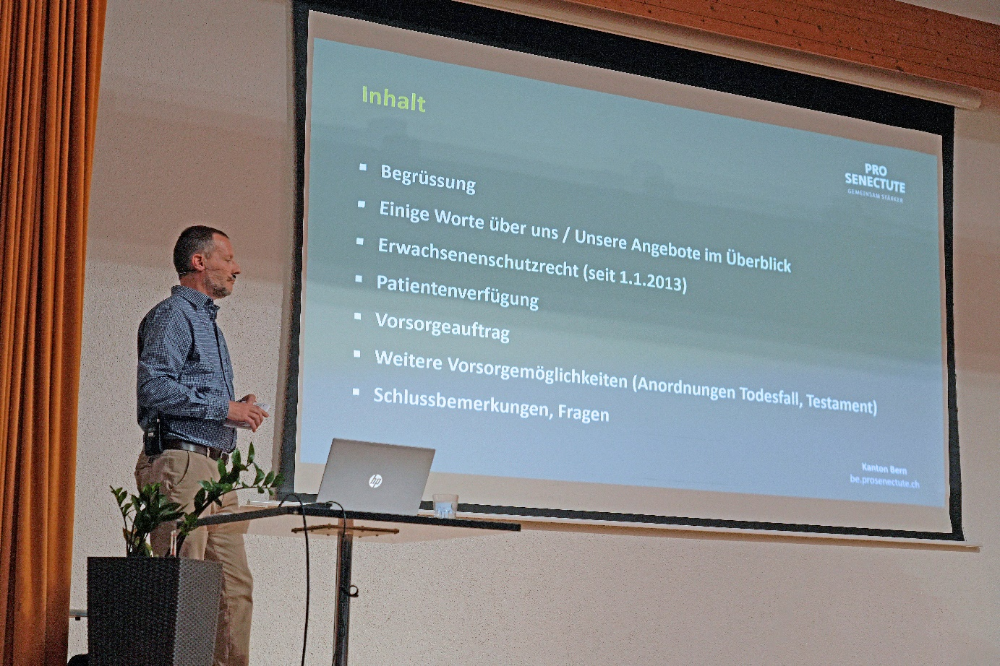 Inhalt
PRO
SENECTUTE
GEMEINSAM STÄRKER
Begrüssung
Einige Worte über uns / Unsere Angebote im Überblick
Erwachsenenschutzrecht (seit 1.1.2013)
Patientenverfügung
Vorsorgeauftrag
Weitere Vorsorgemöglichkeiten (Anordnungen Todesfall, Testament)
Schlussbemerkungen, Fragen
Kanton Bern
be.prosenectute.ch
hp